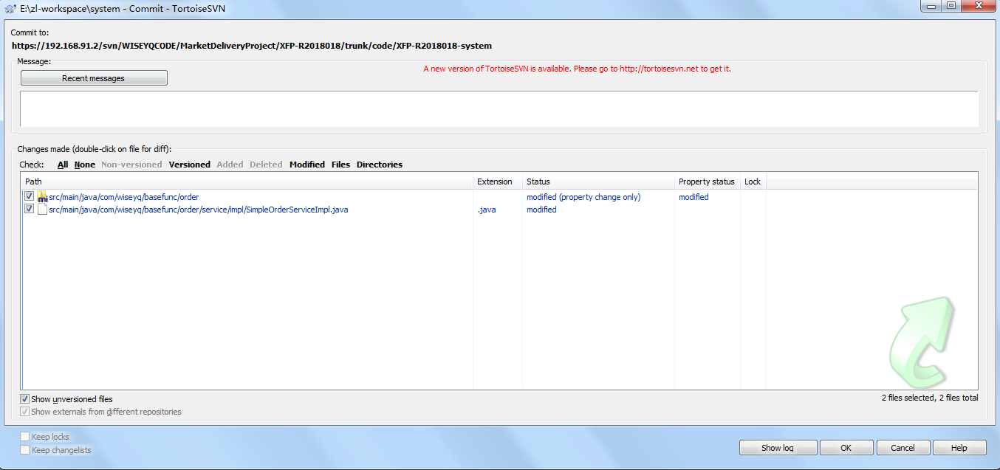 E:\zl-workspace\system - Commit - TortoiseSVN
Commit to:
https://192.168.91.2/svn/WISEYQCODE/MarketDeliveryProject/XFP-R2018018/trunk/code/XFP-R2018018-system
Message:
Recent messages
A new version of TortoiseSVN is available. Please go to http://tortoisesvn.net to get it.
Changes made (double-click on file for diff):
Check: All None Non-versioned Versioned Added Deleted Modified Files Directories
Path Extension Status Property status Lock
src/main/java/com/wiseyq/basefunc/order modified (property change only) modified
src/main/java/com/wiseyq/basefunc/order/service/impl/SimpleOrderServiceImpl.java .java modified
Show unversioned files
2 files selected, 2 files total
Show externals from different repositories
Keep locks
Keep changelists
Show log OK Cancel Help